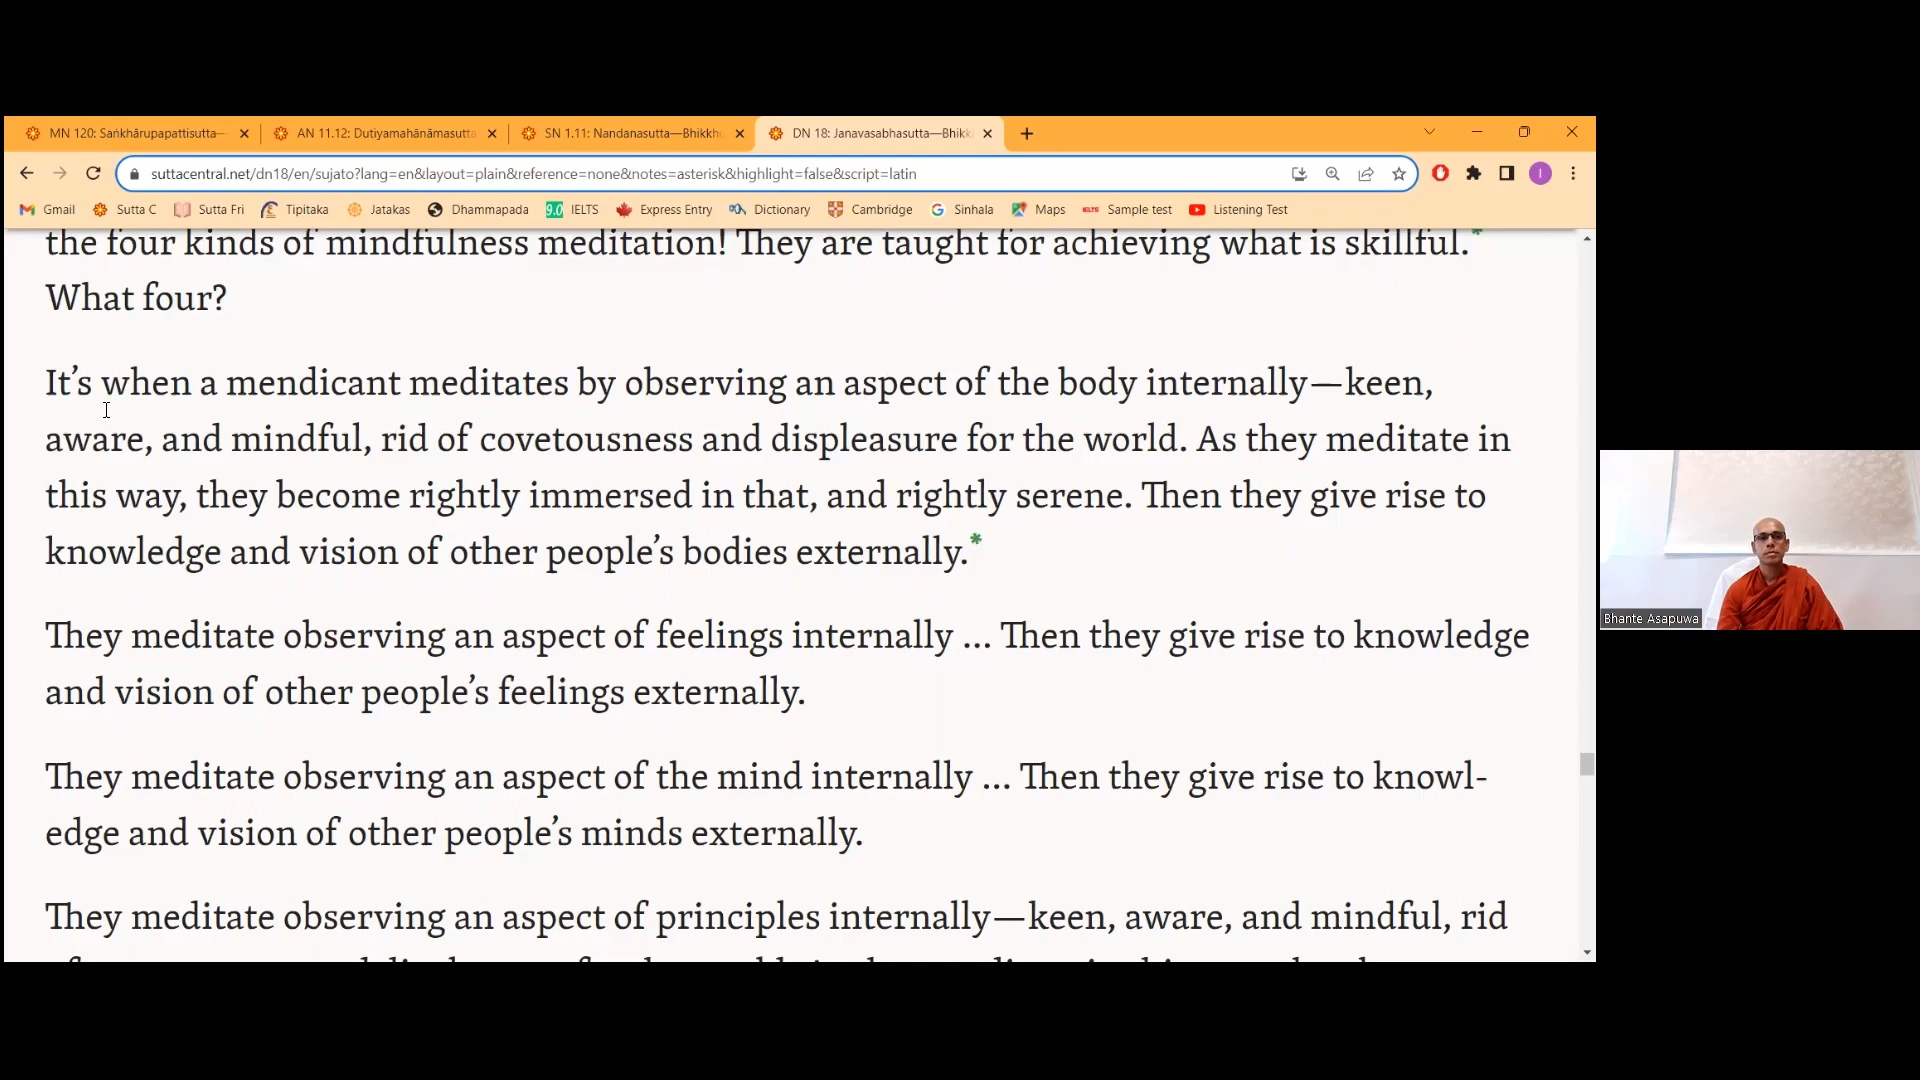 MN 120: Saṅkhārupapattisutta—
AN 11.12: Dutiyamahānāmasutta
SN 1.11: Nandanasutta—Bhikkhu
DN 18: Janavasabhasutta—Bhikk
suttacentral.net/dn18/en/sujato?lang=en&layout=plain&reference=none&notes=asterisk&highlight=false&script=latin
I
Gmail Sutta C Sutta Fri Tipitaka Jatakas Dhammapada 9.0 IELTS Express Entry Dictionary Cambridge Sinhala Maps Sample test Listening Test
the four kinds of mindfulness meditation! They are taught for achieving what is skillful.*
What four?
It’s when a mendicant meditates by observing an aspect of the body internally—keen,
aware, and mindful, rid of covetousness and displeasure for the world. As they meditate in
this way, they become rightly immersed in that, and rightly serene. Then they give rise to
knowledge and vision of other people’s bodies externally.*
They meditate observing an aspect of feelings internally … Then they give rise to knowledge
and vision of other people’s feelings externally.
They meditate observing an aspect of the mind internally … Then they give rise to knowl-
edge and vision of other people’s minds externally.
They meditate observing an aspect of principles internally—keen, aware, and mindful, rid
Bhante Asapuwa